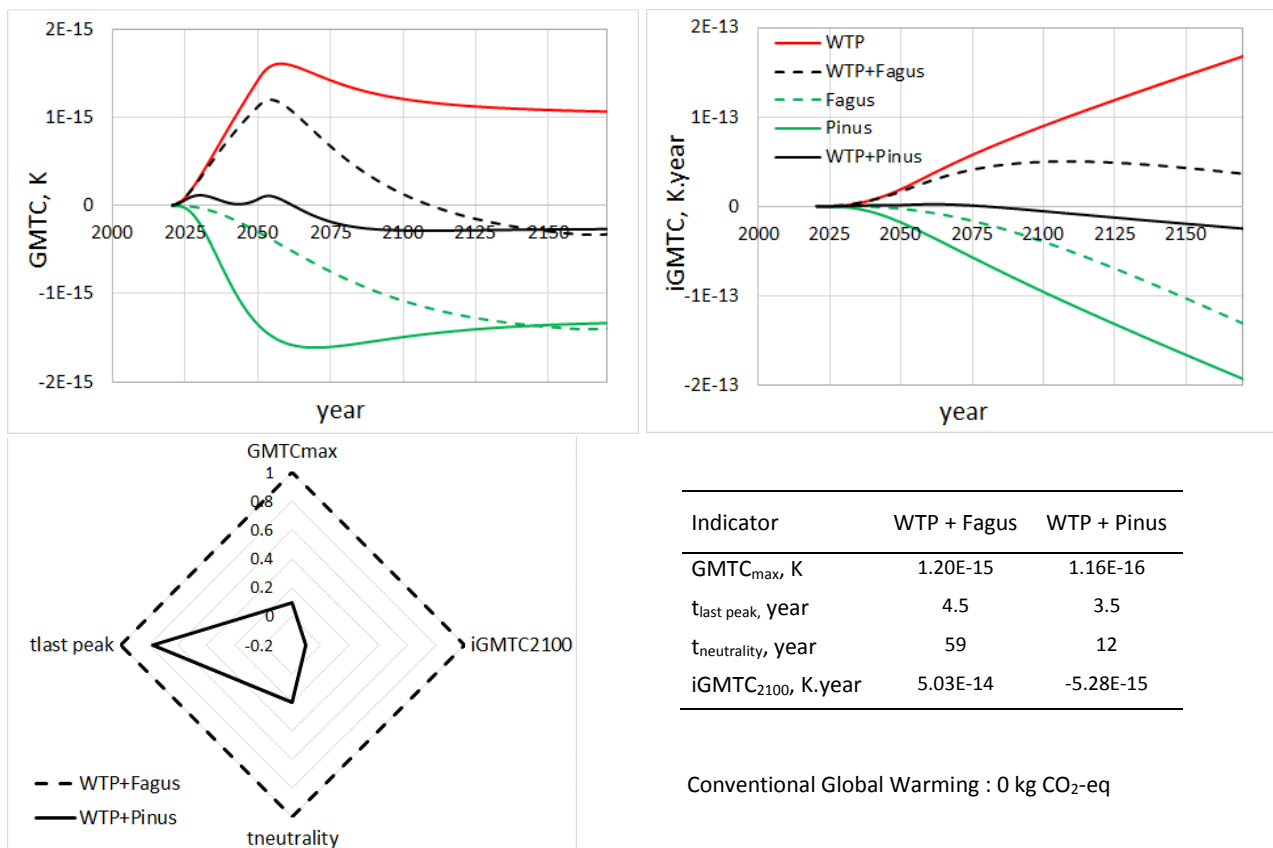 2E-15
1E-15
0
-1E-15
-2E-15
GMTC, K
2000 2025 2050 2075 2100 2125 2150
year
2E-13
1E-13
0
-1E-13
-2E-13
iGMTC, K.year
WTP
WTP+Fagus
Fagus
Pinus
WTP+Pinus
2000 2025 2050 2075 2100 2125 2150
year
GMTCmax
1
0.8
0.6
0.4
0.2
0
-0.2
tlast peak
iGMTC2100
tneutrality
WTP+Fagus
WTP+Pinus
Indicator WTP + Fagus WTP + Pinus
GMTCmax, K 1.20E-15 1.16E-16
tlast peak, year 4.5 3.5
tneutrality, year 59 12
iGMTC2100, K.year 5.03E-14 -5.28E-15
Conventional Global Warming : 0 kg CO2-eq